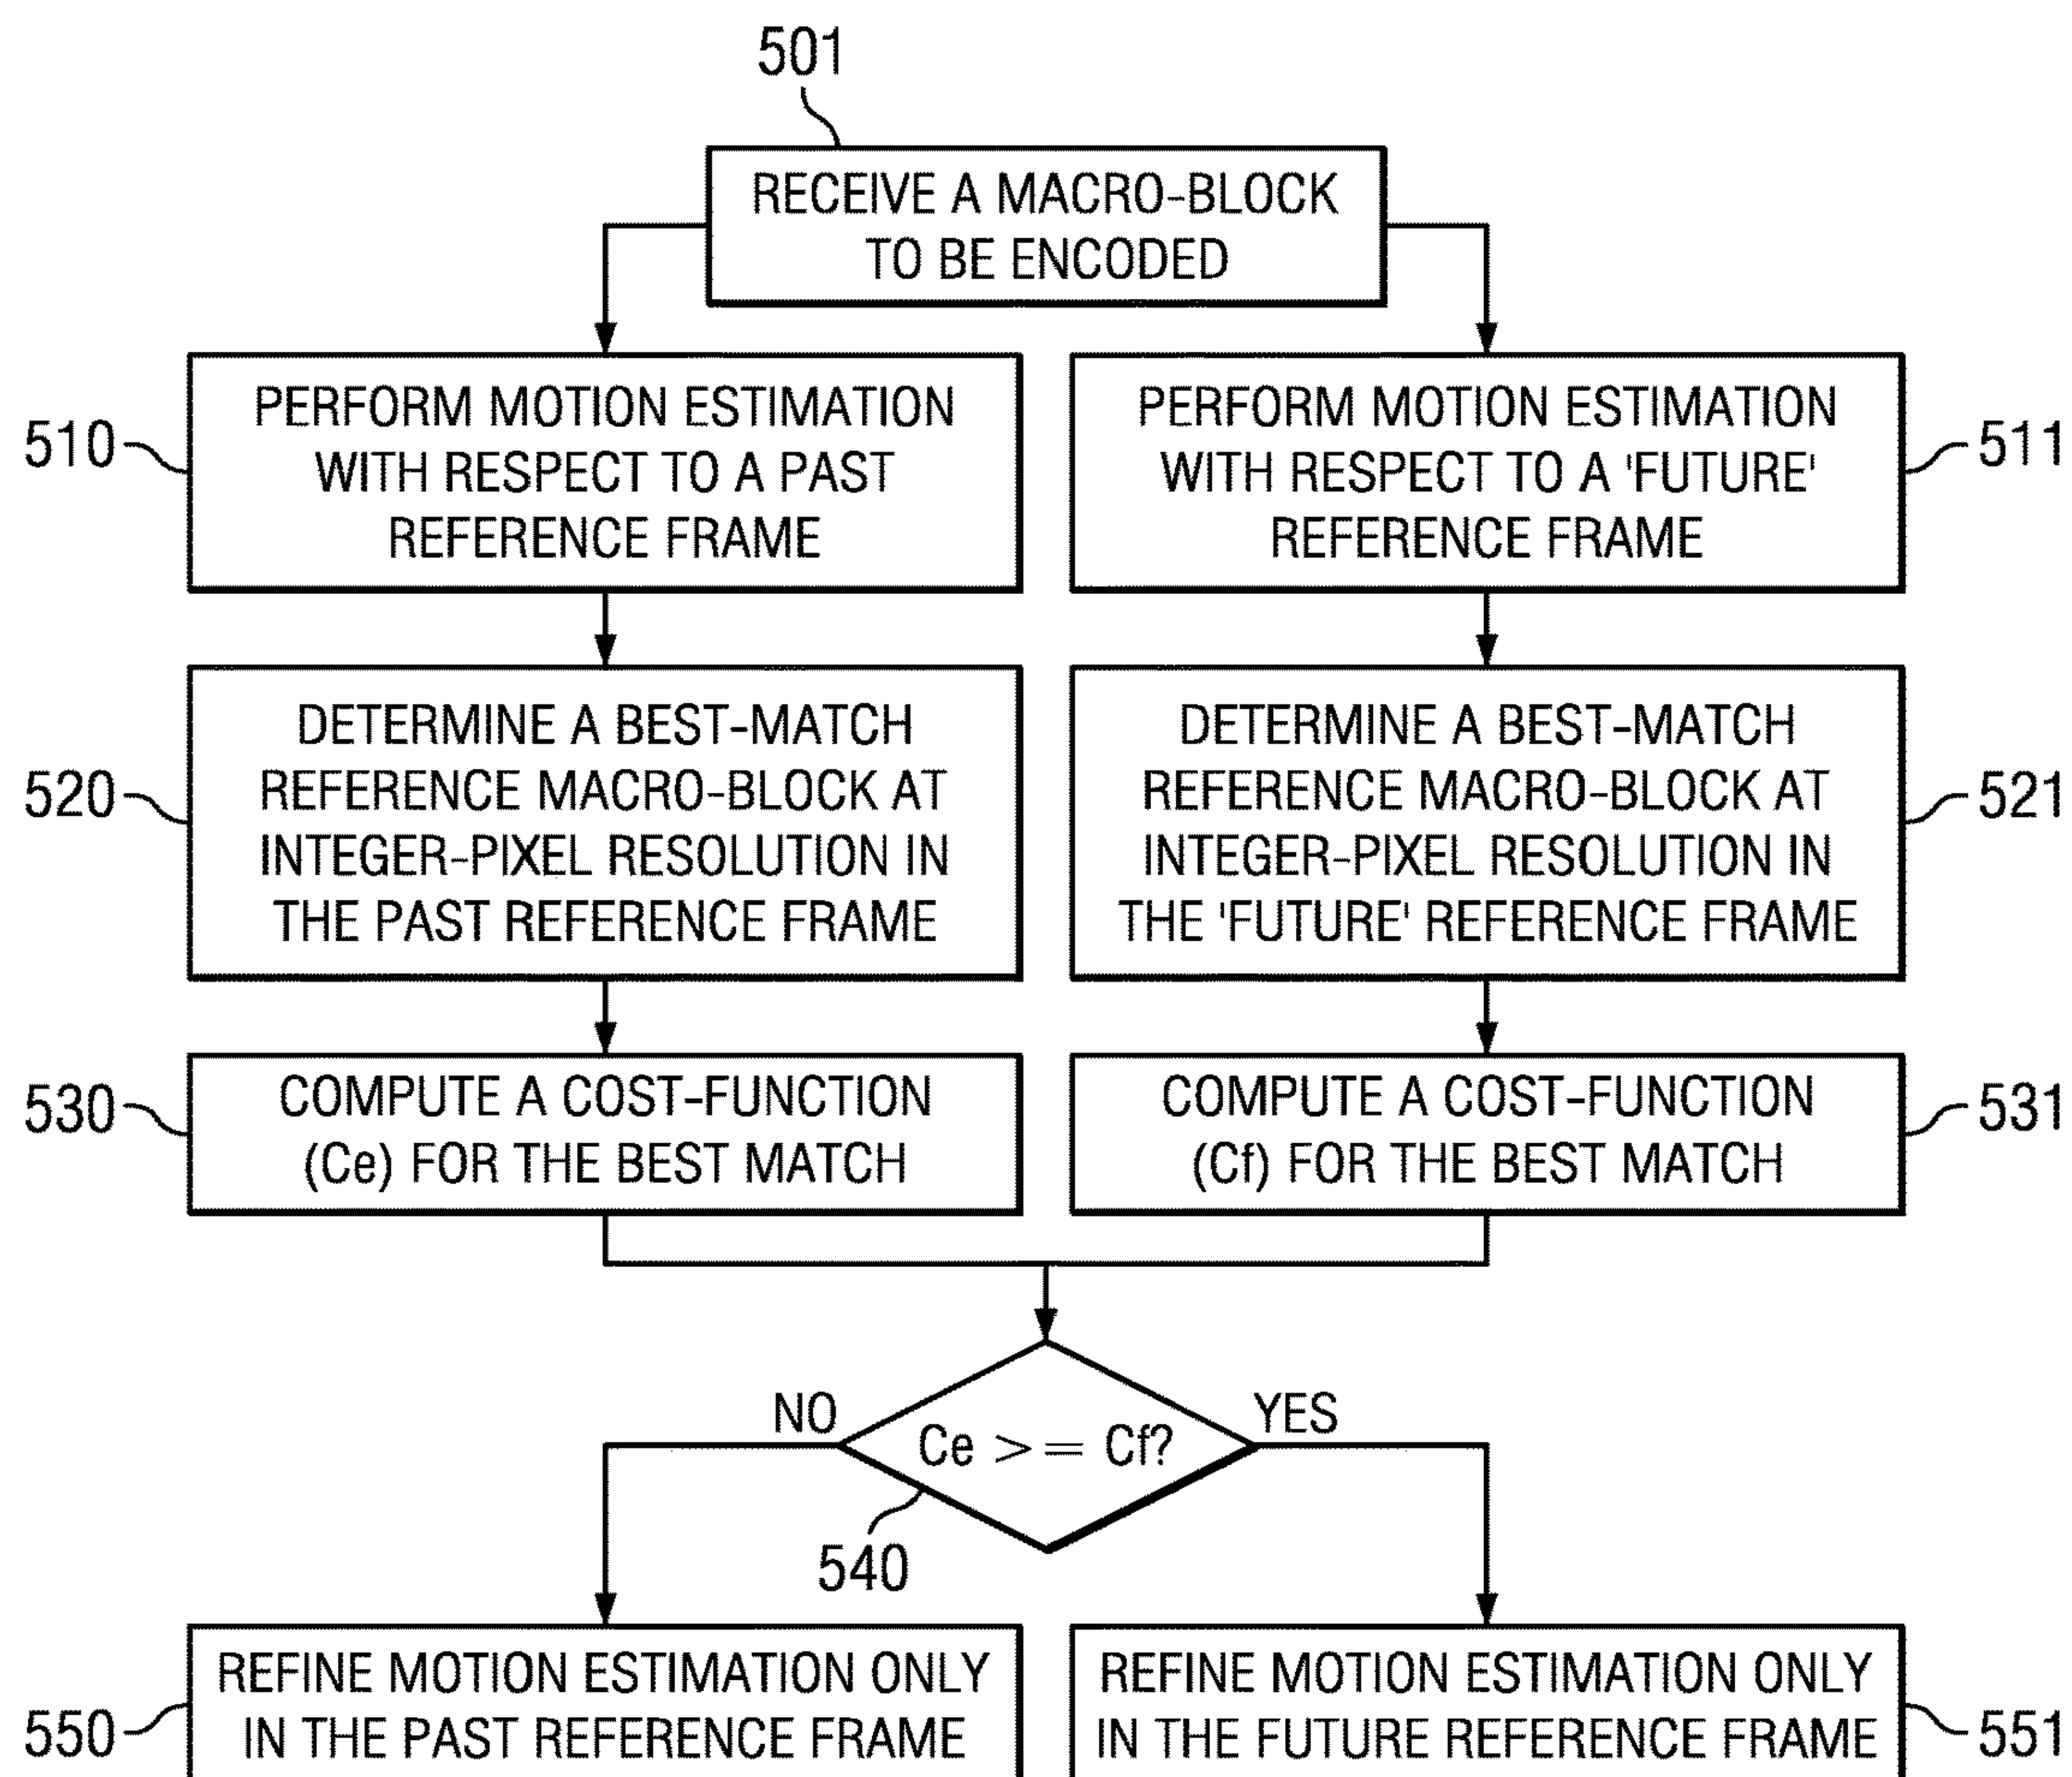 501
RECEIVE A MACRO-BLOCK
TO BE ENCODED
510
PERFORM MOTION ESTIMATION
WITH RESPECT TO A PAST
REFERENCE FRAME
PERFORM MOTION ESTIMATION
WITH RESPECT TO A 'FUTURE'
REFERENCE FRAME
511
520
DETERMINE A BEST-MATCH
REFERENCE MACRO-BLOCK AT
INTEGER-PIXEL RESOLUTION IN
THE PAST REFERENCE FRAME
DETERMINE A BEST-MATCH
REFERENCE MACRO-BLOCK AT
INTEGER-PIXEL RESOLUTION IN
THE 'FUTURE' REFERENCE FRAME
521
530
COMPUTE A COST-FUNCTION
(Ce) FOR THE BEST MATCH
COMPUTE A COST-FUNCTION
(Cf) FOR THE BEST MATCH
531
NO
Ce >= Cf?
YES
540
550
REFINE MOTION ESTIMATION ONLY
IN THE PAST REFERENCE FRAME
REFINE MOTION ESTIMATION ONLY
IN THE FUTURE REFERENCE FRAME
551